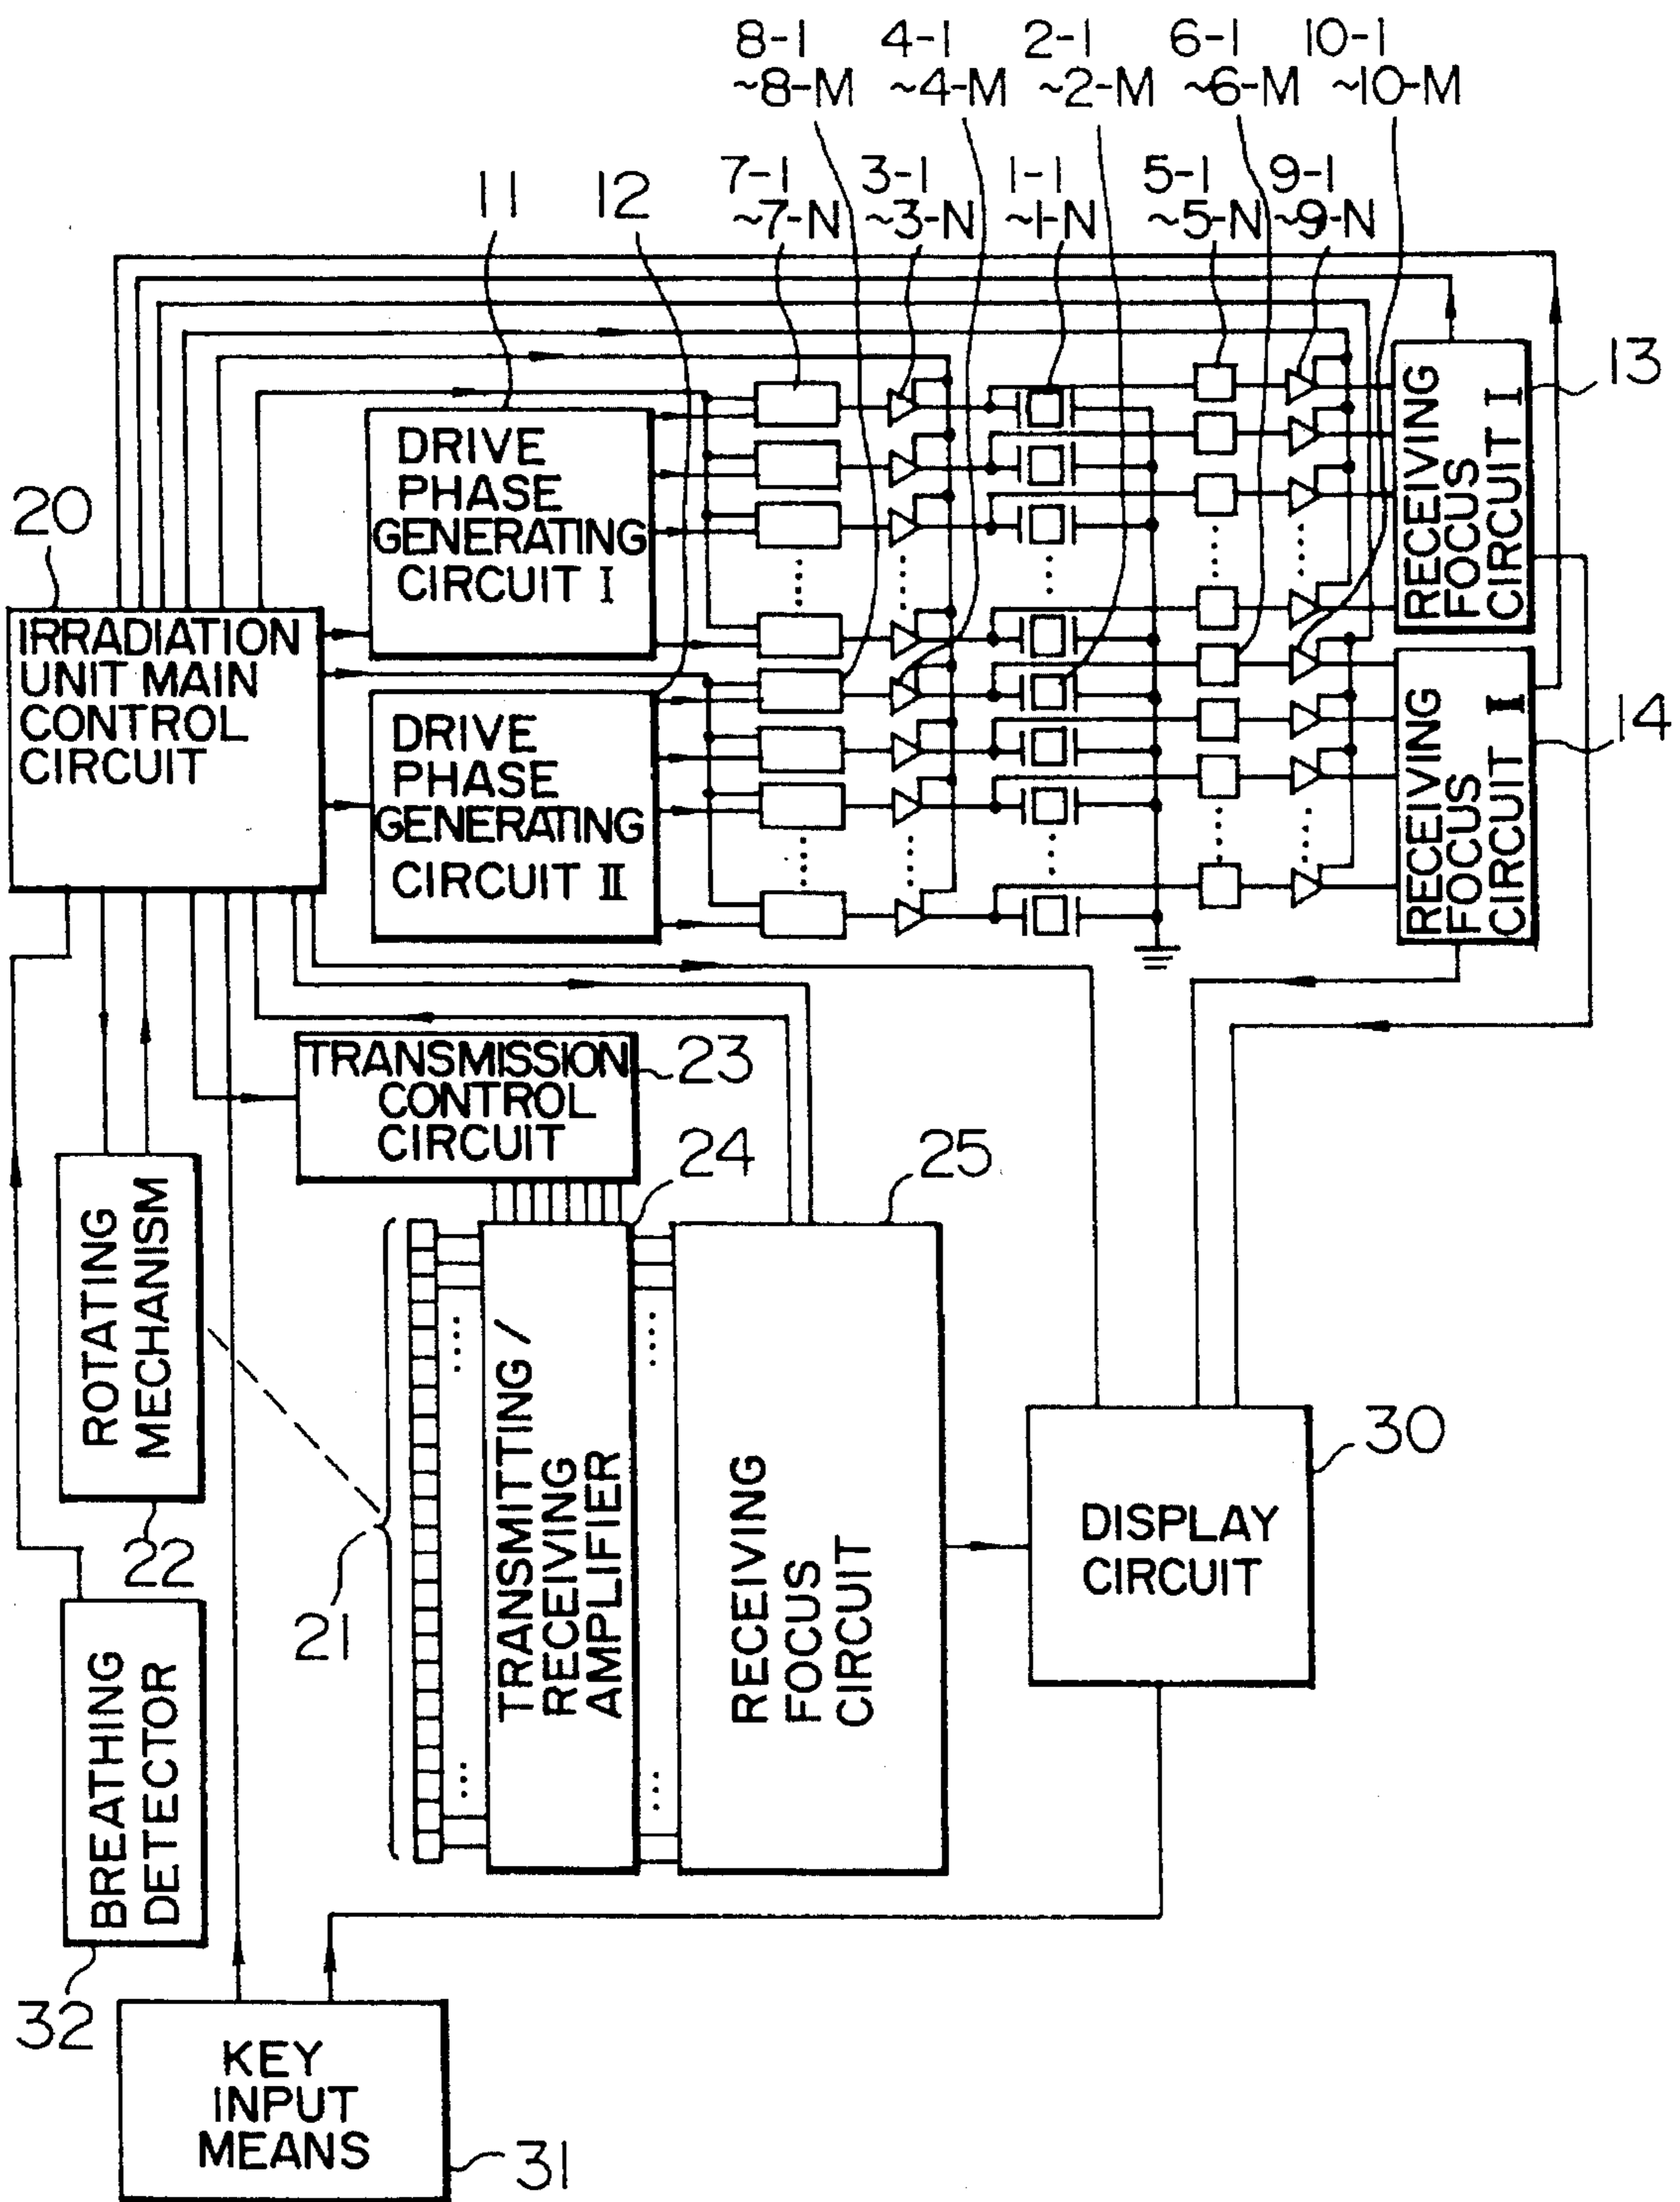 8-1 4-1 2-1 6-1 10-1
~8-M ~4-M ~2-M ~6-M ~10-M
7-1 3-1 1-1 5-1 9-1
~7-N ~3-N ~1-N ~5-N ~9-N
11
12
13
14
20
IRRADIATION
UNIT MAIN
CONTROL
CIRCUIT
DRIVE
PHASE
GENERATING
CIRCUIT I
DRIVE
PHASE
GENERATING
CIRCUIT II
RECEIVING
FOCUS
CIRCUIT I
RECEIVING
FOCUS
CIRCUIT II
TRANSMISSION
CONTROL
CIRCUIT
23
24
25
ROTATING
MECHANISM
22
21
TRANSMITTING /
RECEIVING
AMPLIFIER
RECEIVING
FOCUS
CIRCUIT
30
DISPLAY
CIRCUIT
BREATHING
DETECTOR
32
KEY
INPUT
MEANS
31